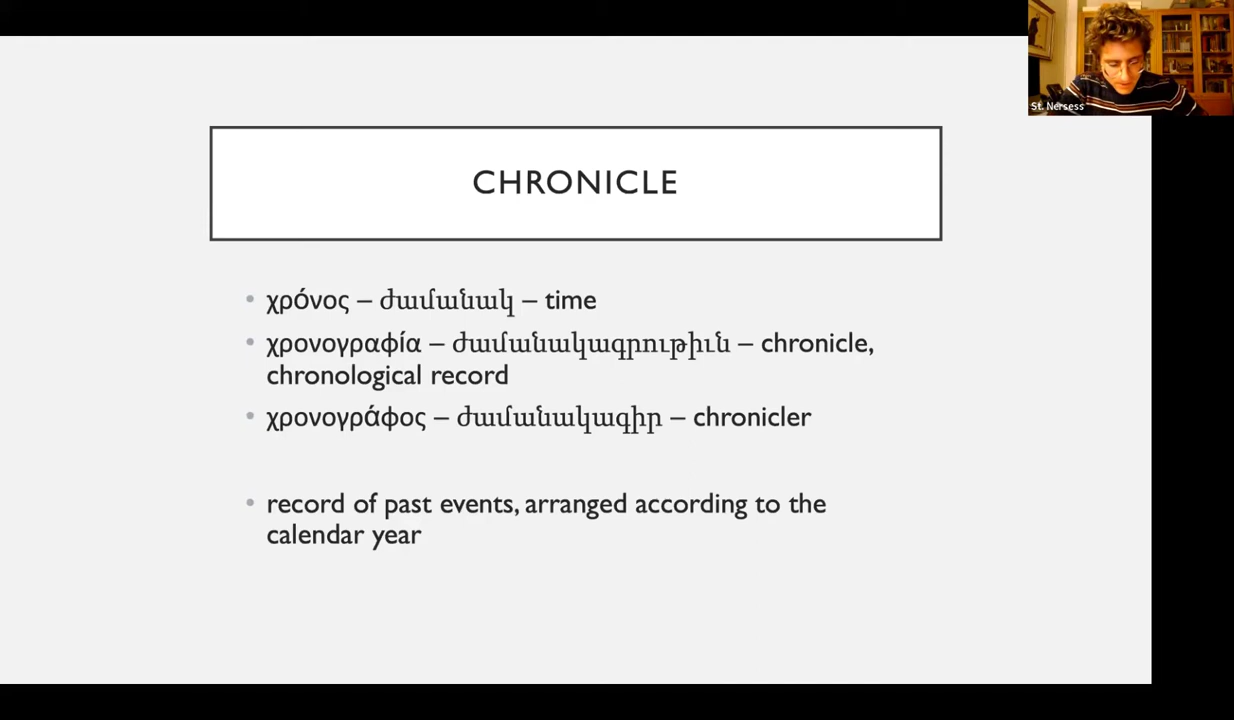 St. Nersess
CHRONICLE
• χρόνος – ժամանակ – time
• χρονογραφία – ժամանակագրութիւն – chronicle,
chronological record
• χρονογράφος – ժամանակագիր – chronicler
• record of past events, arranged according to the
calendar year